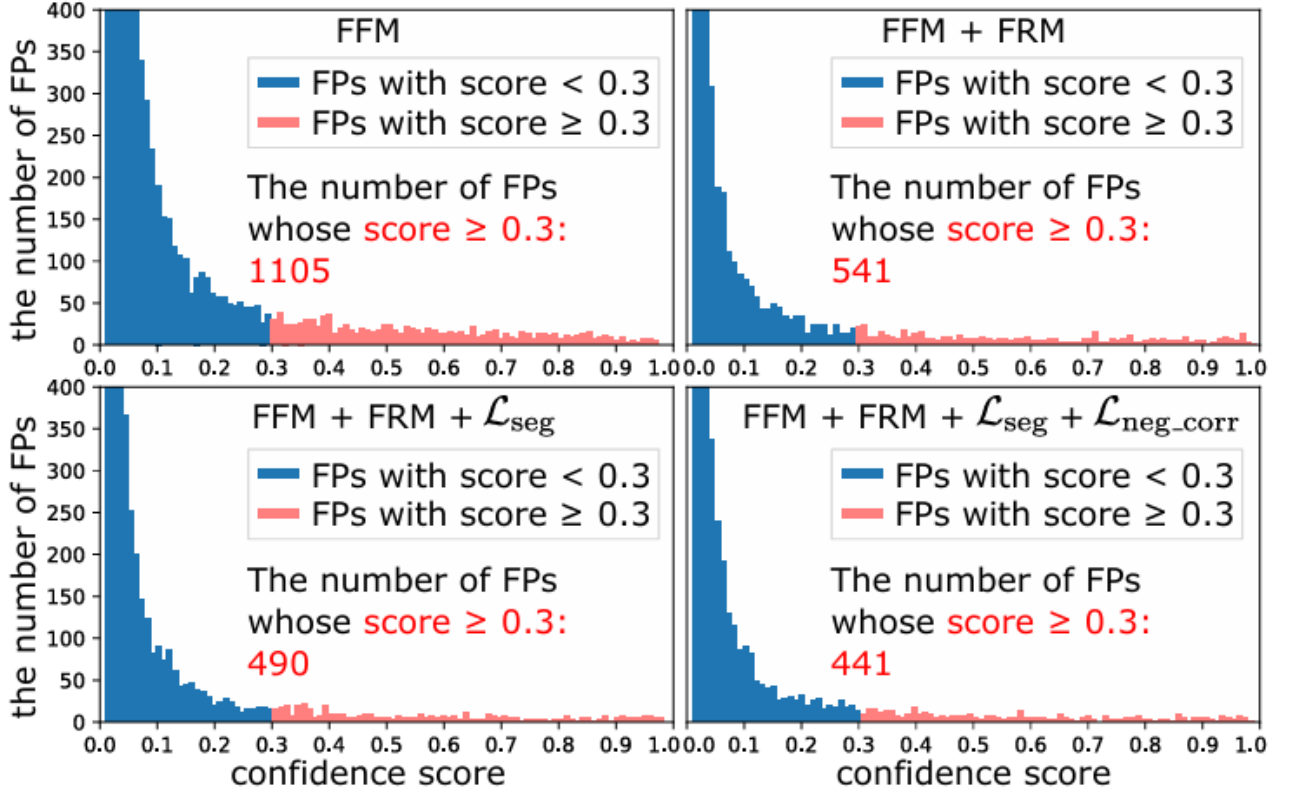 FFM
FPs with score < 0.3
FPs with score ≥ 0.3
The number of FPs
whose score ≥ 0.3:
1105
the number of FPs
400
350
300
250
200
150
100
50
0
0.0 0.1 0.2 0.3 0.4 0.5 0.6 0.7 0.8 0.9 1.0
FFM + FRM
FPs with score < 0.3
FPs with score ≥ 0.3
The number of FPs
whose score ≥ 0.3:
541
0.0 0.1 0.2 0.3 0.4 0.5 0.6 0.7 0.8 0.9 1.0
FFM + FRM + ℒseg
FPs with score < 0.3
FPs with score ≥ 0.3
The number of FPs
whose score ≥ 0.3:
490
the number of FPs
400
350
300
250
200
150
100
50
0
0.0 0.1 0.2 0.3 0.4 0.5 0.6 0.7 0.8 0.9 1.0
confidence score
FFM + FRM + ℒseg + ℒneg_corr
FPs with score < 0.3
FPs with score ≥ 0.3
The number of FPs
whose score ≥ 0.3:
441
0.0 0.1 0.2 0.3 0.4 0.5 0.6 0.7 0.8 0.9 1.0
confidence score